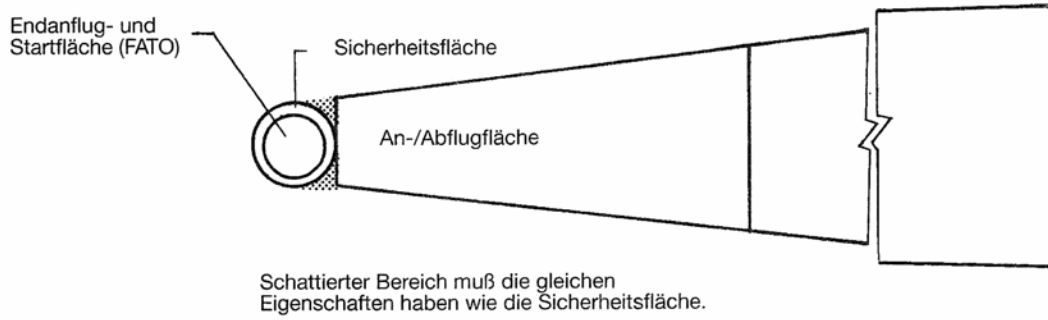 Endanflug- und
Startfläche (FATO)
Sicherheitsfläche
An-/Abflugfläche
Schattierter Bereich muß die gleichen
Eigenschaften haben wie die Sicherheitsfläche.